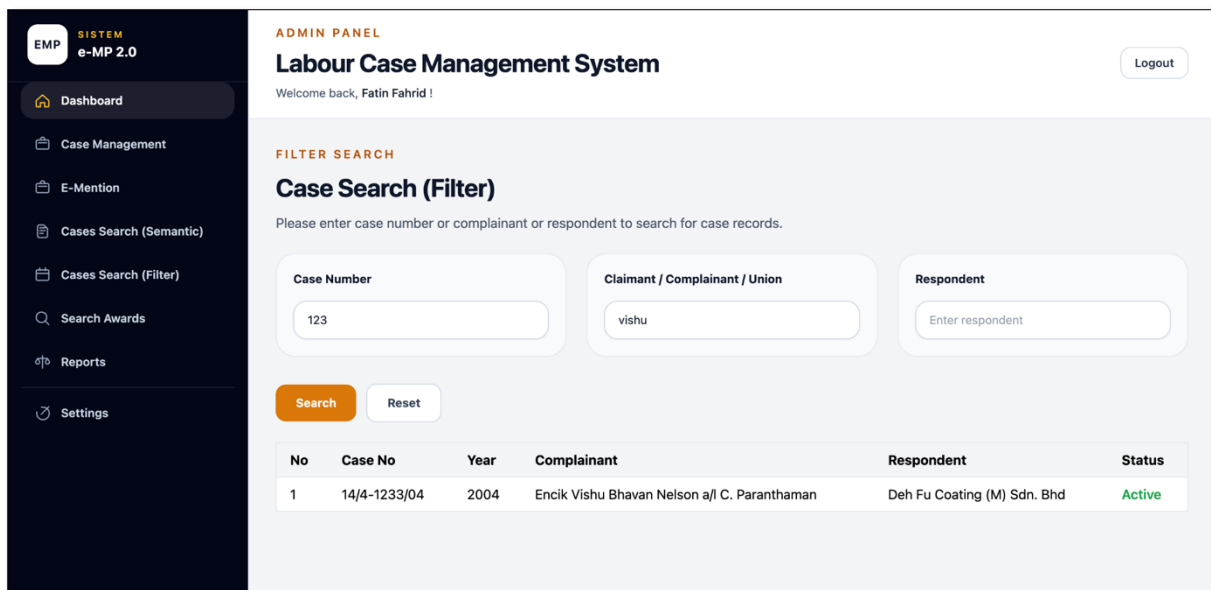 EMP
SISTEM
e-MP 2.0
Dashboard
Case Management
E-Mention
Cases Search (Semantic)
Cases Search (Filter)
Search Awards
Reports
Settings
ADMIN PANEL
Labour Case Management System
Welcome back, Fatin Fahrid !
Logout
FILTER SEARCH
Case Search (Filter)
Please enter case number or complainant or respondent to search for case records.
Case Number
123
Claimant / Complainant / Union
vishu
Respondent
Enter respondent
Search
Reset
No Case No Year Complainant Respondent Status
1 14/4-1233/04 2004 Encik Vishu Bhavan Nelson a/l C. Paranthaman Deh Fu Coating (M) Sdn. Bhd Active